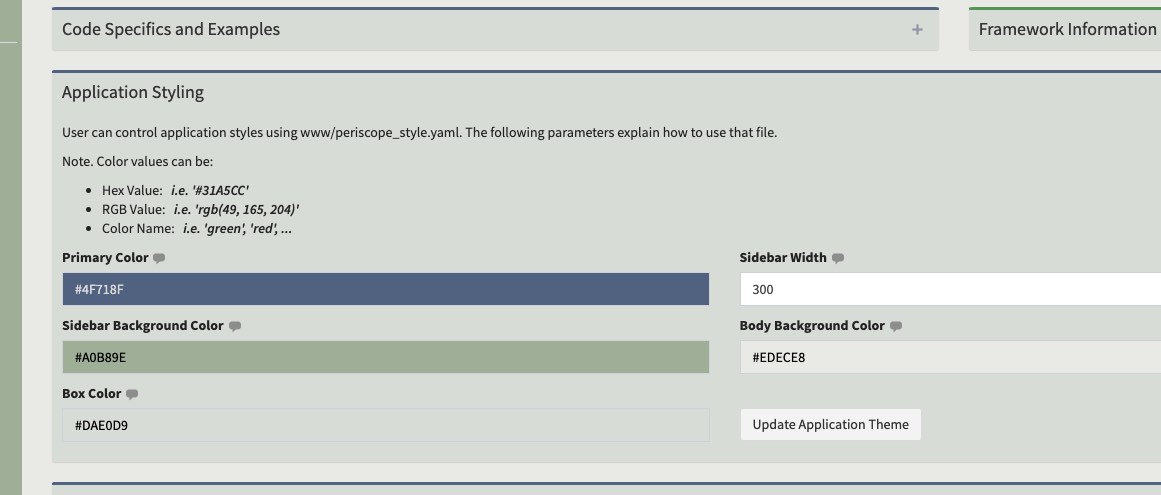 Code Specifics and Examples
+
Framework Information
Application Styling
User can control application styles using www/periscope_style.yaml. The following parameters explain how to use that file.
Note. Color values can be:
• Hex Value: i.e. '#31A5CC'
• RGB Value: i.e. 'rgb(49, 165, 204)'
• Color Name: i.e. 'green', 'red', ...
Primary Color
Sidebar Width
#4F718F
300
Sidebar Background Color
Body Background Color
#A0B89E
#EDECE8
Box Color
#DAE0D9
Update Application Theme